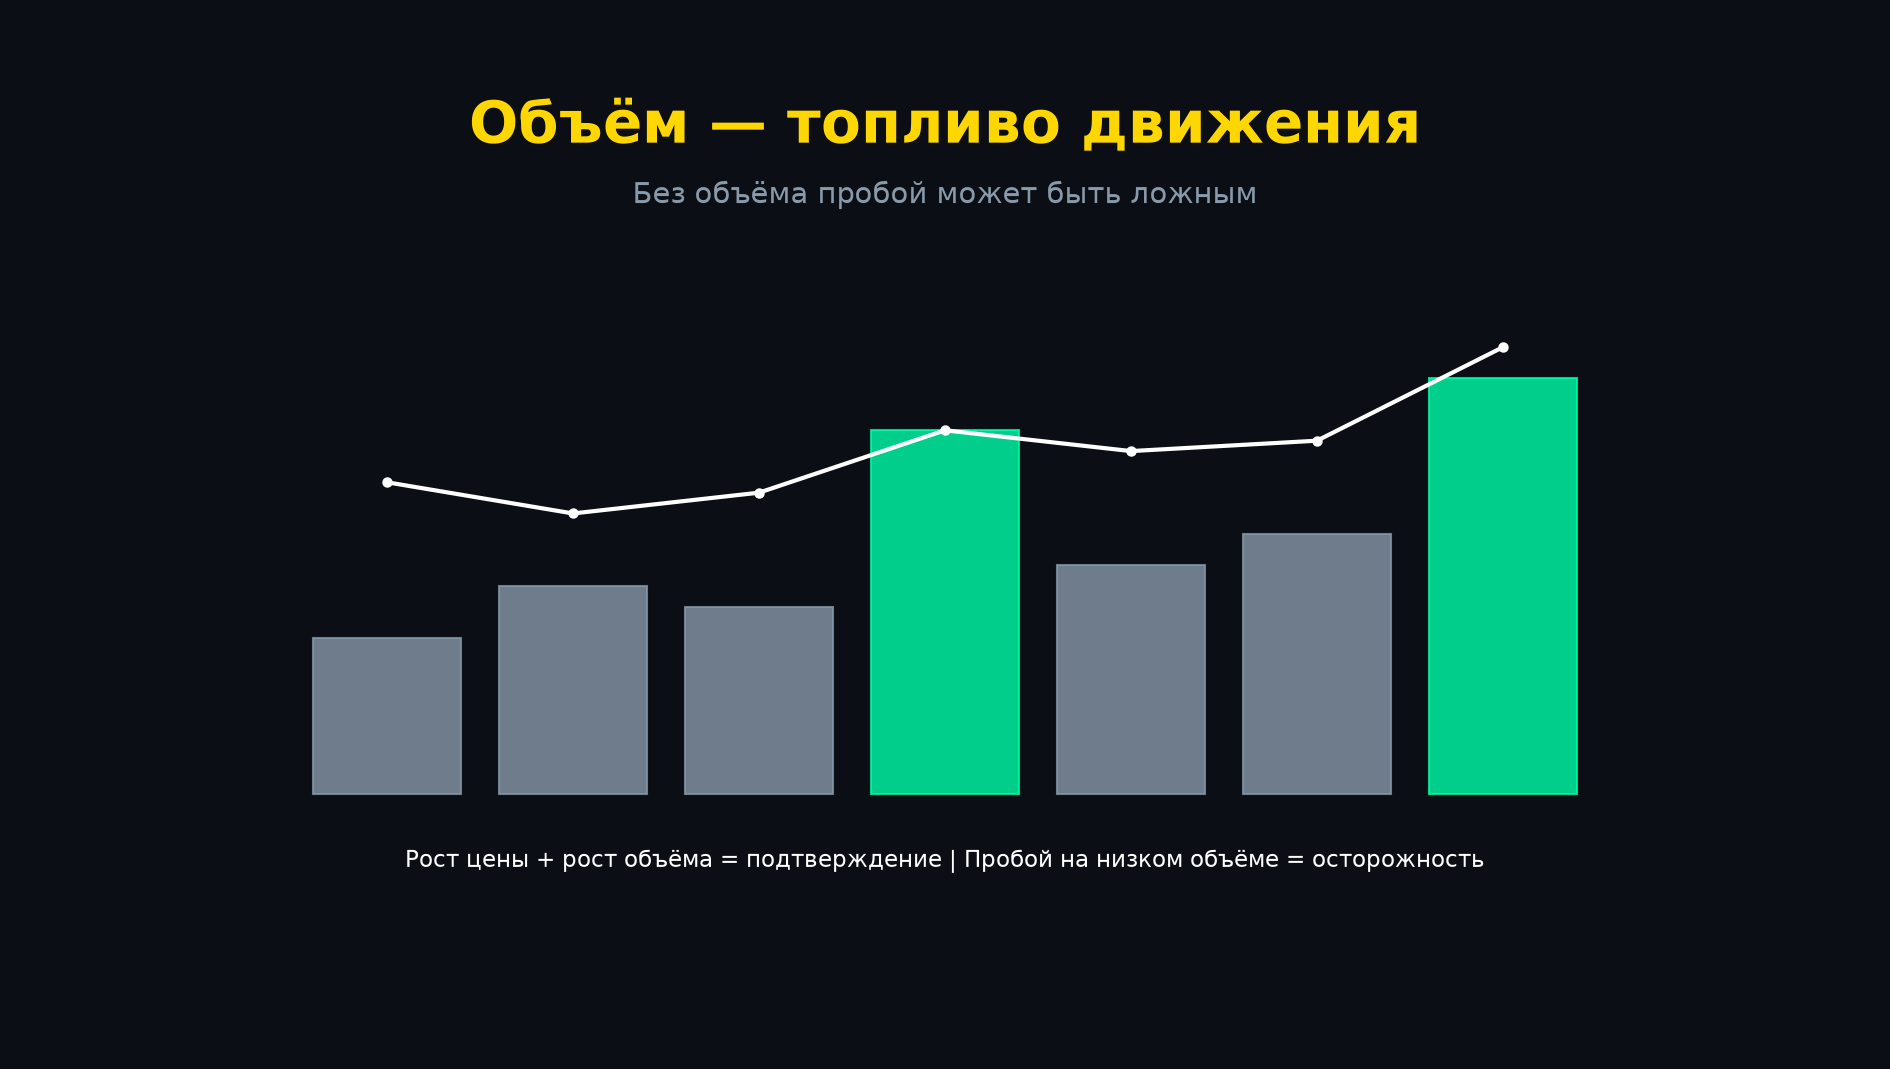 Объём — топливо движения
Без объёма пробой может быть ложным
Рост цены + рост объёма = подтверждение | Пробой на низком объёме = осторожность